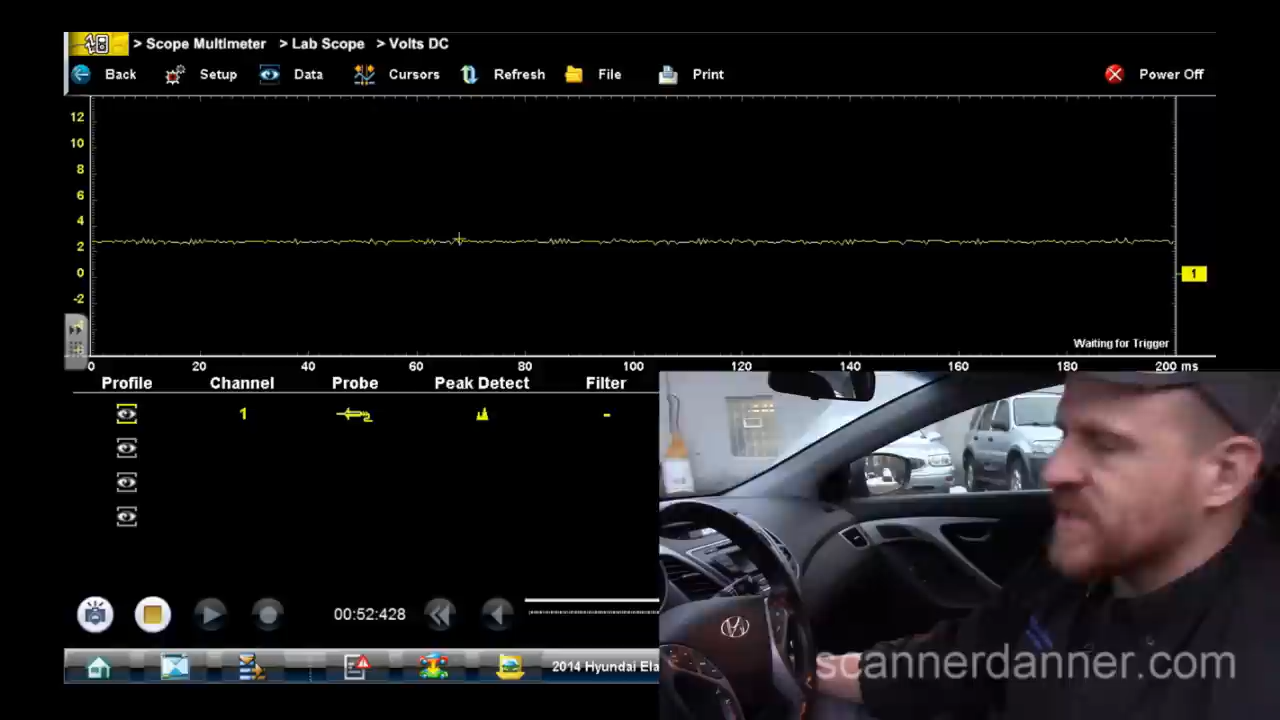 > Scope Multimeter > Lab Scope > Volts DC
Back Setup Data Cursors Refresh File Print Power Off
12
10
8
6
4
2
0
-2
1
Waiting for Trigger
0 20 40 60 80 100 120 140 160 180 200 ms
Profile Channel Probe Peak Detect Filter
1 -
00:52:428
2014 Hyundai Ela
scannerdanner.com